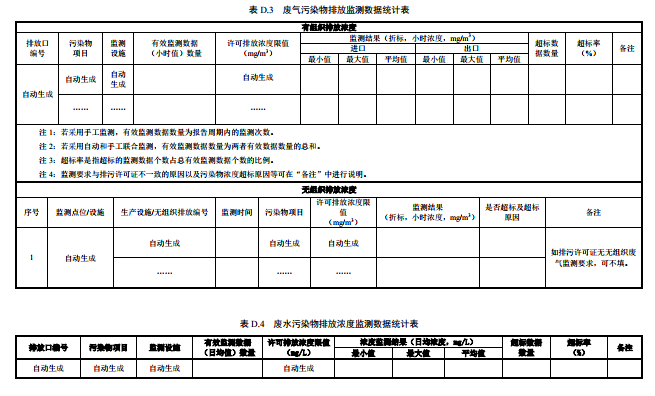 表 D.3 废气污染物排放监测数据统计表
有组织排放浓度
排放口编号 污染物项目 监测设施 有效监测数据（小时值）数量 许可排放浓度限值（mg/m³） 监测结果（折标，小时浓度，mg/m³） 超标数据数量 超标率（%） 备注
进口 出口
最小值 最大值 平均值 最小值 最大值 平均值
自动生成 自动生成 自动生成 自动生成
…… …… ……
注 1：若采用手工监测，有效监测数据数量为报告周期内的监测次数。
注 2：若采用自动和手工联合监测，有效监测数据数量为两者有效数据数量的总和。
注 3：超标率是指超标的监测数据个数占总有效监测数据个数的比例。
注 4：监测要求与排污许可证不一致的原因以及污染物浓度超标原因等可在“备注”中进行说明。
无组织排放浓度
序号 监测点位/设施 生产设施/无组织排放编号 监测时间 污染物项目 许可排放浓度限值（mg/m³） 监测结果（折标，小时浓度，mg/m³） 是否超标及超标原因 备注
1 自动生成 自动生成 自动生成 自动生成 如排污许可证无无组织废气监测要求，可不填。
…… …… ……
表 D.4 废水污染物排放浓度监测数据统计表
排放口编号 污染物项目 监测设施 有效监测数据（日均值）数量 许可排放浓度限值（mg/L） 浓度监测结果（日均浓度，mg/L） 超标数据数量 超标率（%） 备注
最小值 最大值 平均值
自动生成 自动生成 自动生成 自动生成